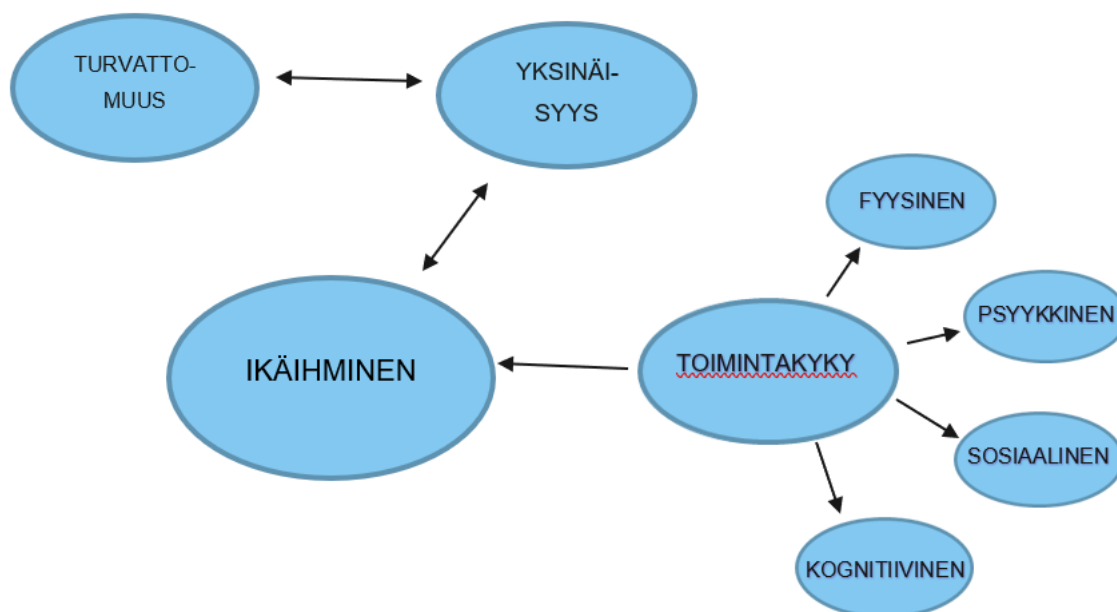 TURVATTO-
MUUS
YKSINÄI-
SYYS
FYYSINEN
PSYYKKINEN
IKÄIHMINEN
TOIMINTAKYKY
SOSIAALINEN
KOGNITIIVINEN